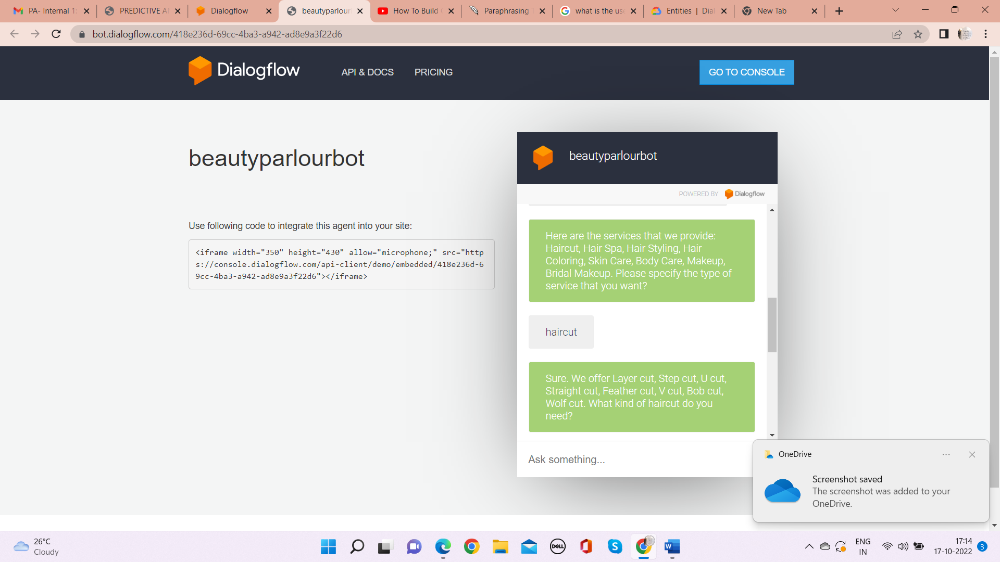 PA- Internal 1:
PREDICTIVE A
Dialogflow
beautyparlour
How To Build
Paraphrasing
what is the us
Entities | Dia
New Tab
bot.dialogflow.com/418e236d-69cc-4ba3-a942-ad8e9a3f22d6
Dialogflow
API & DOCS
PRICING
GO TO CONSOLE
beautyparlourbot
Use following code to integrate this agent into your site:
<iframe width="350" height="430" allow="microphone;" src="http
s://console.dialogflow.com/api-client/demo/embedded/418e236d-6
9cc-4ba3-a942-ad8e9a3f22d6"></iframe>
beautyparlourbot
POWERED BY Dialogflow
Here are the services that we provide:
Haircut, Hair Spa, Hair Styling, Hair
Coloring, Skin Care, Body Care, Makeup,
Bridal Makeup. Please specify the type of
service that you want?
haircut
Sure. We offer Layer cut, Step cut, U cut,
Straight cut, Feather cut, V cut, Bob cut,
Wolf cut. What kind of haircut do you
need?
Ask something...
OneDrive
Screenshot saved
The screenshot was added to your
OneDrive.
26°C
Cloudy
DELL
S
W
ENG
IN
17:14
17-10-2022
3